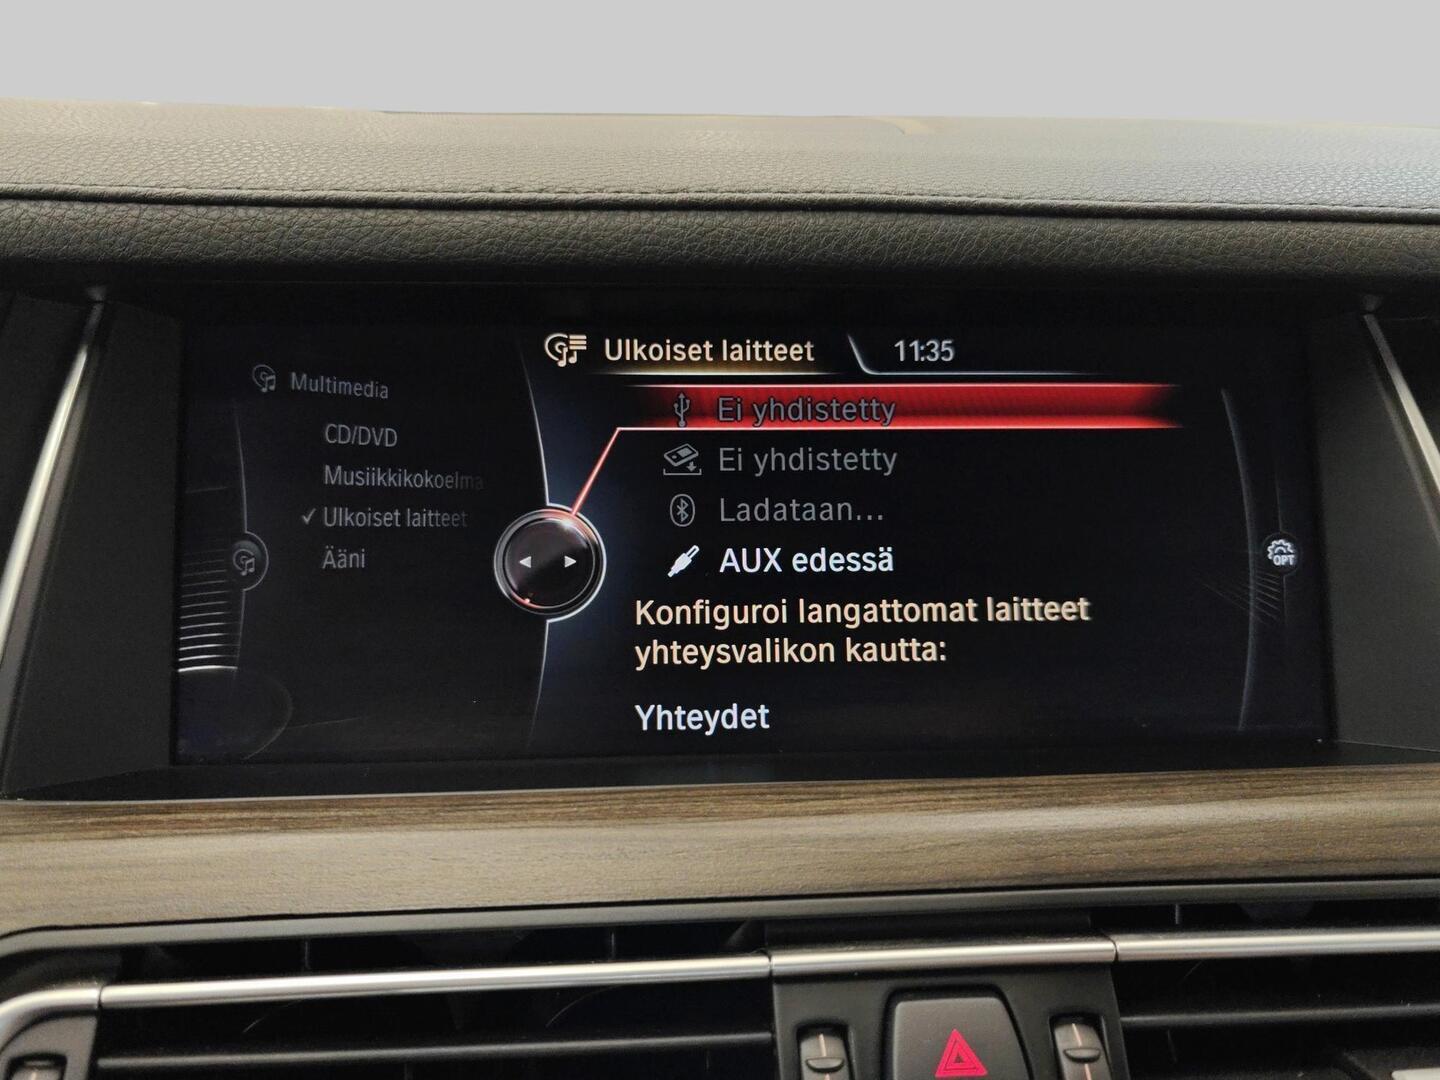 Ulkoiset laitteet
11:35
Multimedia
CD/DVD
Musiikkikokoelma
Ulkoiset laitteet
Ääni
Ei yhdistetty
Ei yhdistetty
Ladataan...
AUX edessä
Konfiguroi langattomat laitteet
yhteysvalikon kautta:
Yhteydet
OPT